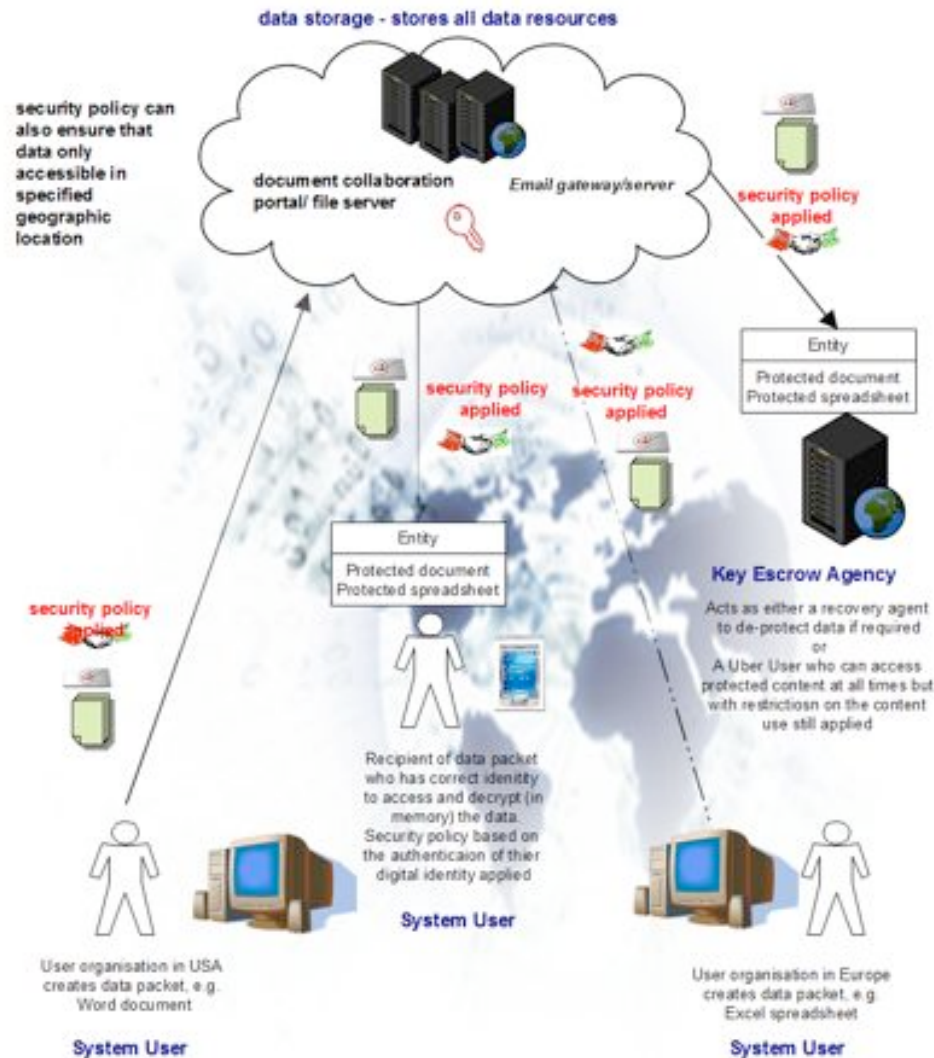 data storage - stores all data resources
security policy can
also ensure that
data only
accessible in
specified
geographic
location
document collaboration
portal/ file server
Email gateway/server
security policy
applied
Entity
Protected document
Protected spreadsheet
security policy
applied
security policy
applied
Entity
Protected document
Protected spreadsheet
Key Escrow Agency
Acts as either a recovery agent
to de-protect data if required
or
A Uber User who can access
protected content at all times but
with restrictiosn on the content
use still applied
security policy
applied
Recipient of data packet
who has correct idenitity
to access and decrypt (in
memory) the data.
Security policy based on
the authenticaion of thier
digital identity applied
System User
User organisation in USA
creates data packet, e.g.
Word document
System User
User organisation in Europe
creates data packet, e.g.
Excel spreadsheet
System User